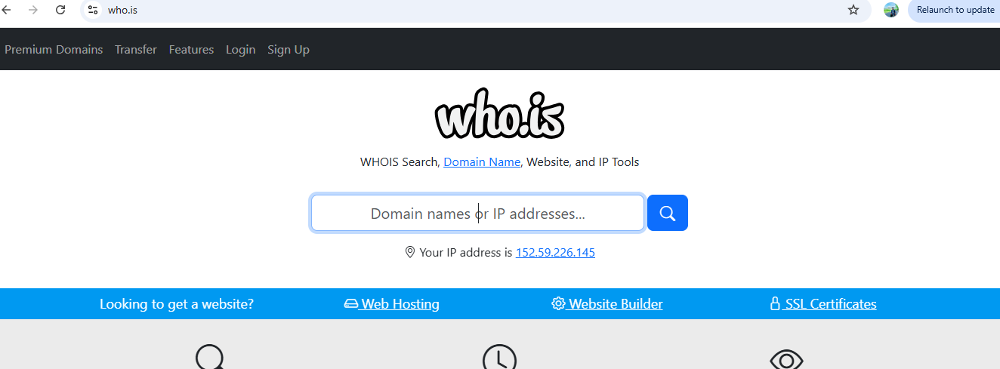 who.is
Relaunch to update
Premium Domains Transfer Features Login Sign Up
who.is
WHOIS Search, Domain Name, Website, and IP Tools
Domain names or IP addresses...
Your IP address is 152.59.226.145
Looking to get a website? Web Hosting Website Builder SSL Certificates